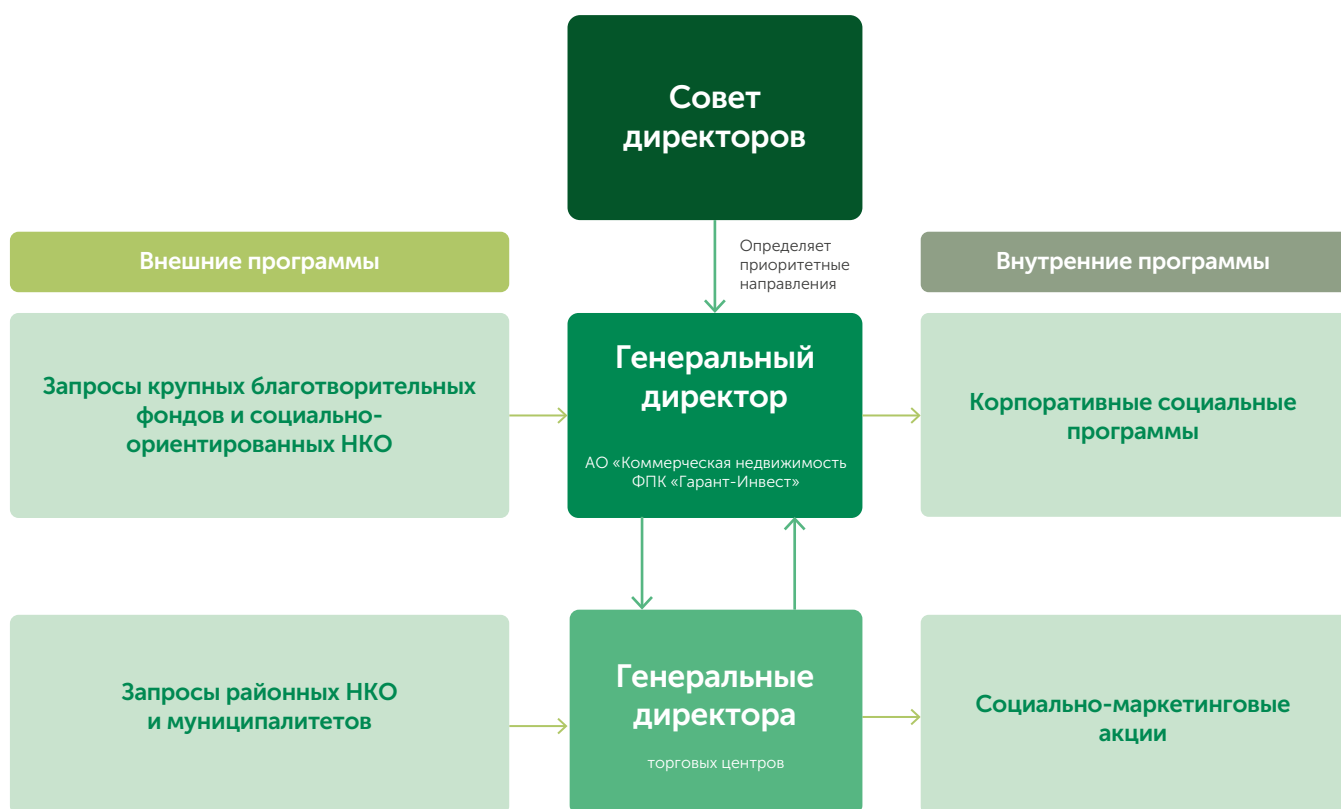 Совет
директоров
Определяет
приоритетные
направления
Внешние программы
Внутренние программы
Запросы крупных благотворительных
фондов и социально-
ориентированных НКО
Генеральный
директор
АО «Коммерческая недвижимость
ФПК «Гарант-Инвест»
Корпоративные социальные
программы
Запросы районных НКО
и муниципалитетов
Генеральные
директора
торговых центров
Социально-маркетинговые
акции